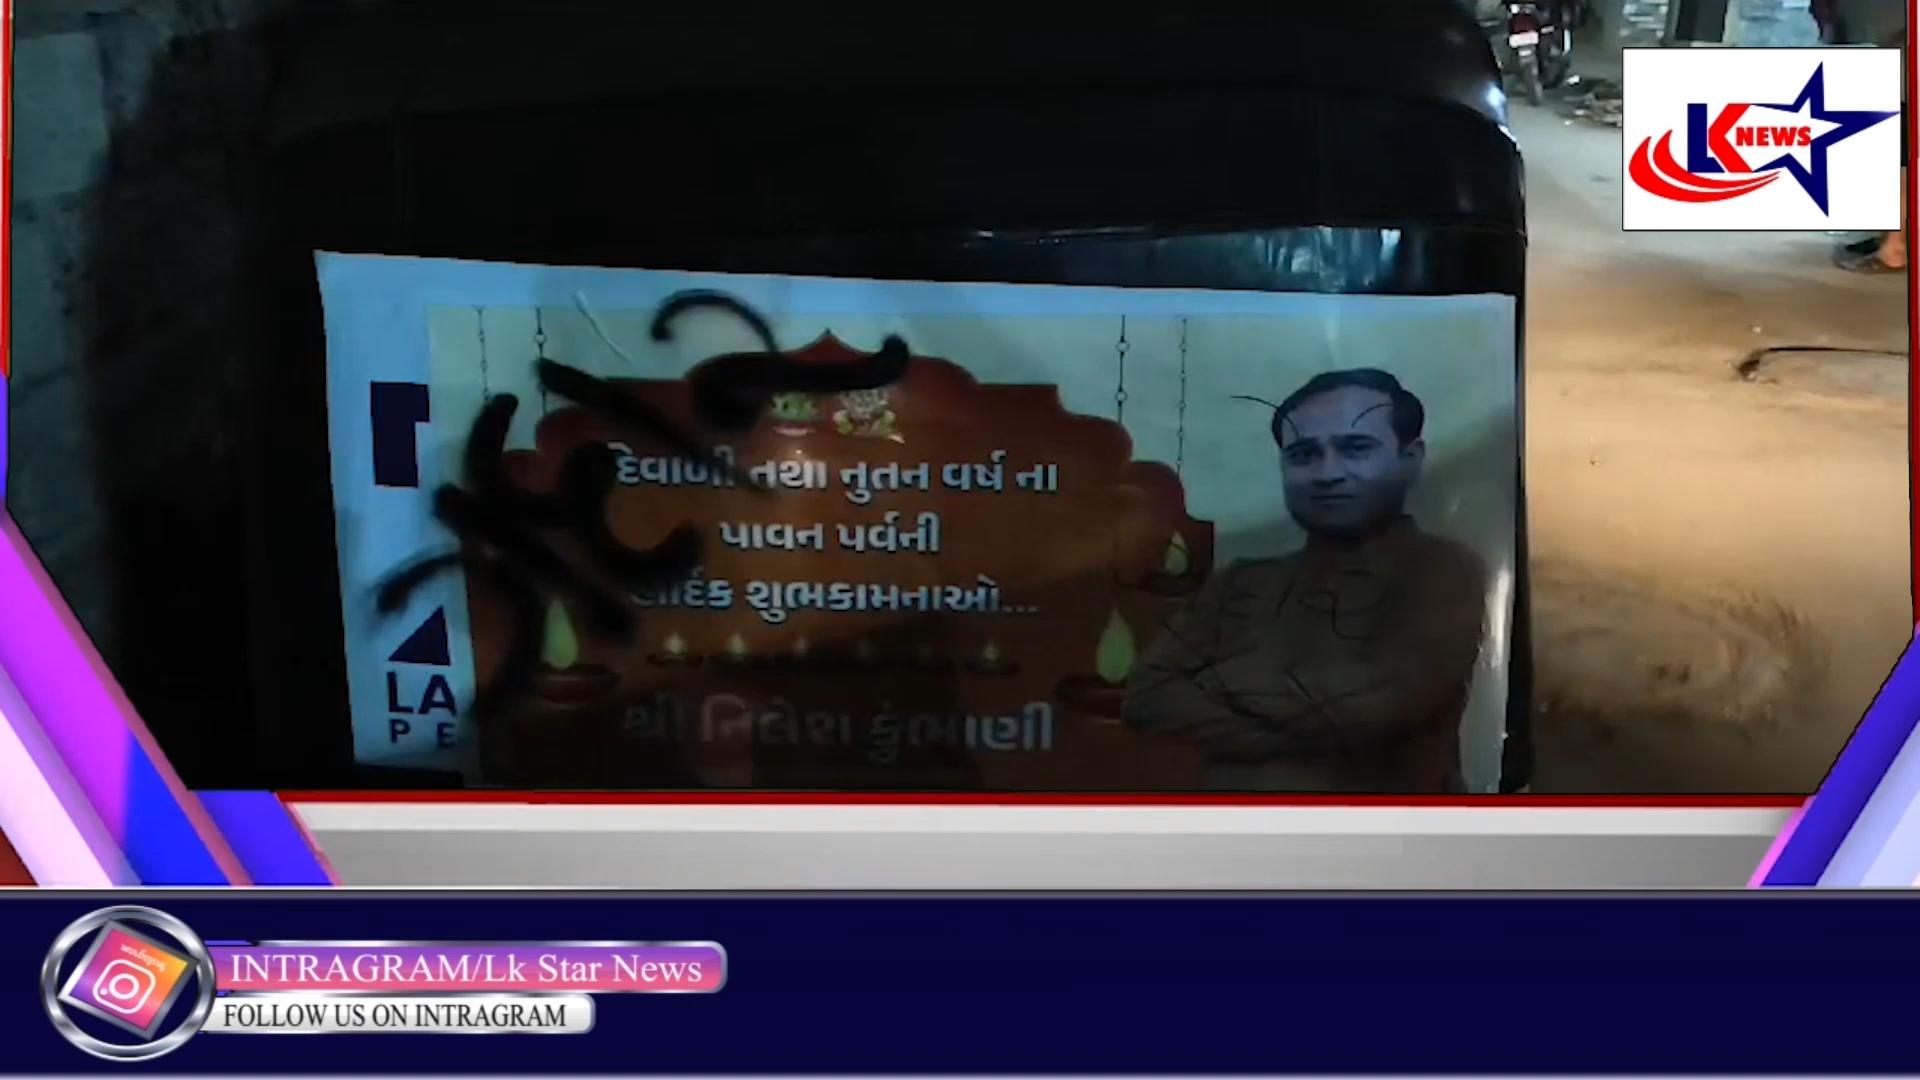 LK NEWS
દિવાળી તથા નુતન વર્ષ ના
પાવન પર્વની
શુભકામનાઓ...
શ્રી નિલેશ કુંભાણી
LA
P E
INTRAGRAM/Lk Star News
FOLLOW US ON INTRAGRAM